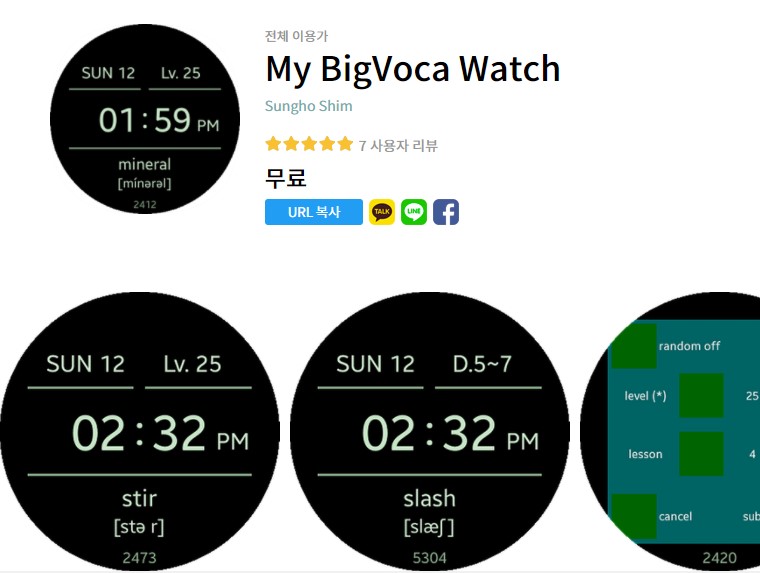 전체 이용가
My BigVoca Watch
Sungho Shim
7 사용자 리뷰
무료
URL 복사
TALK
LINE
SUN 12 Lv. 25
01:59 PM
mineral
[mínərəl]
2412
SUN 12 Lv. 25
02:32 PM
stir
[stə r]
2473
SUN 12 D.5~7
02:32 PM
slash
[slæʃ]
5304
random off
level (*) 25
lesson 4
cancel sub
2420